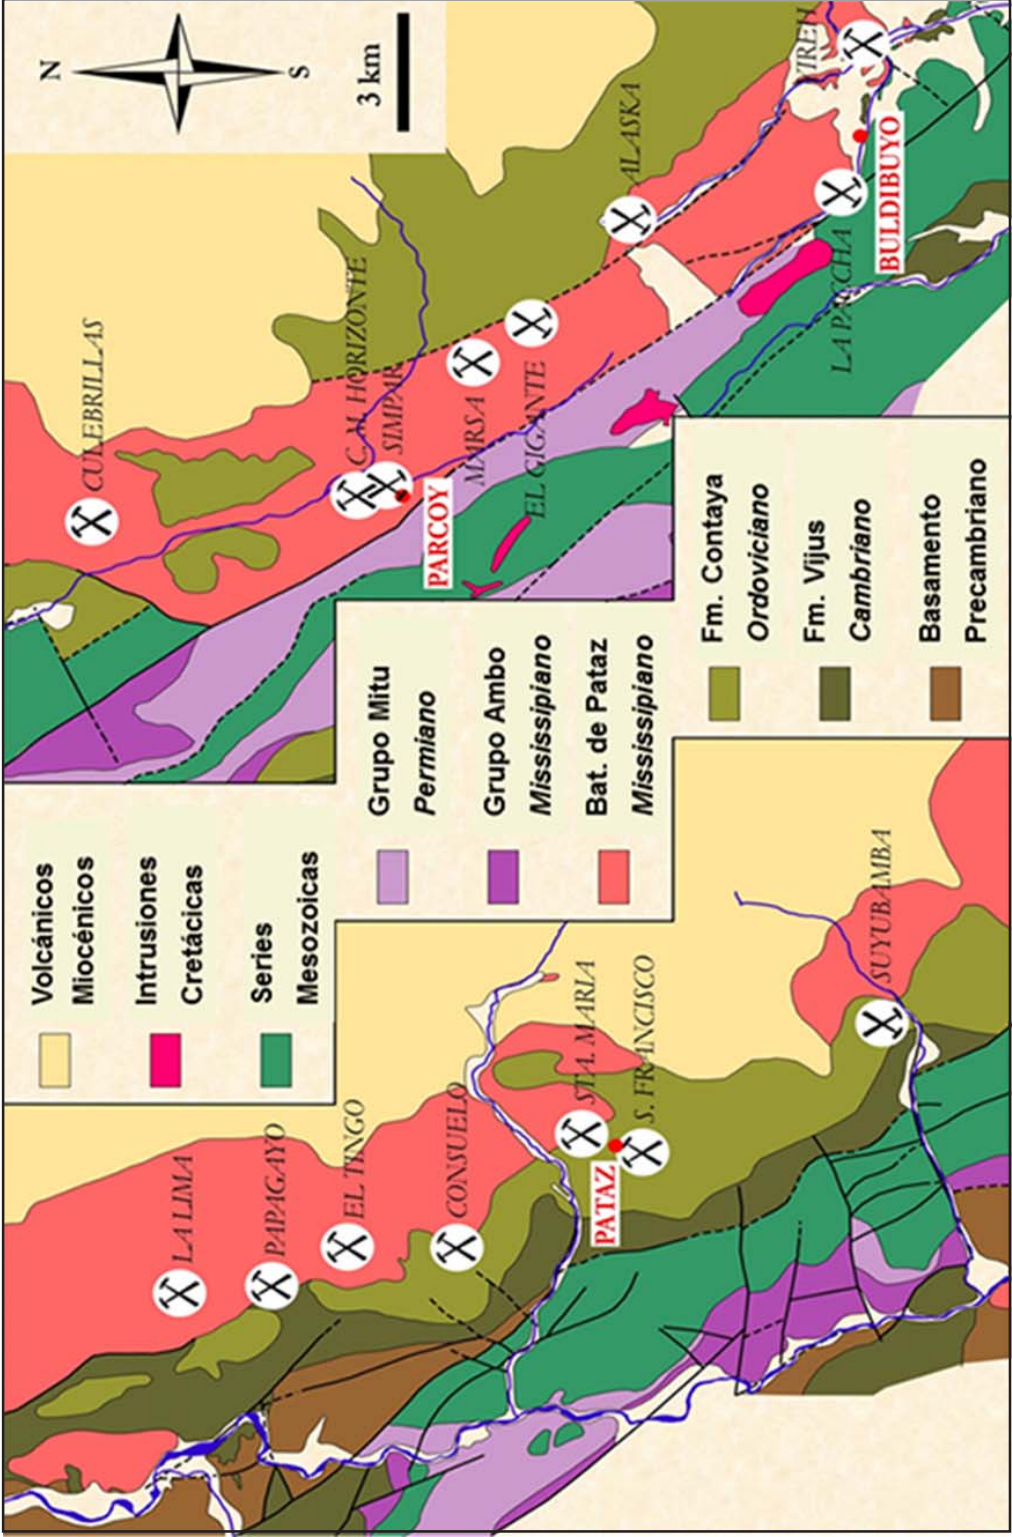 N
S
3 km
Volcánicos
Miocénicos
Intrusiones
Cretácicas
Series
Mesozoicas
Grupo Mitu
Permiano
Grupo Ambo
Mississipiano
Bat. de Pataz
Mississipiano
Fm. Contaya
Ordoviciano
Fm. Vijus
Cambriano
Basamento
Precambriano
LA LIMA
PAPAGAYO
EL TINGO
CONSUELO
STA. MARIA
PATAZ
S. FRANCISCO
SUYUBAMBA
CULEBRILLAS
C. M. HORIZONTE
SIMPAR
PARCOY
MARSA
EL GIGANTE
ALASKA
LA PACCHA
BULDIBUYO